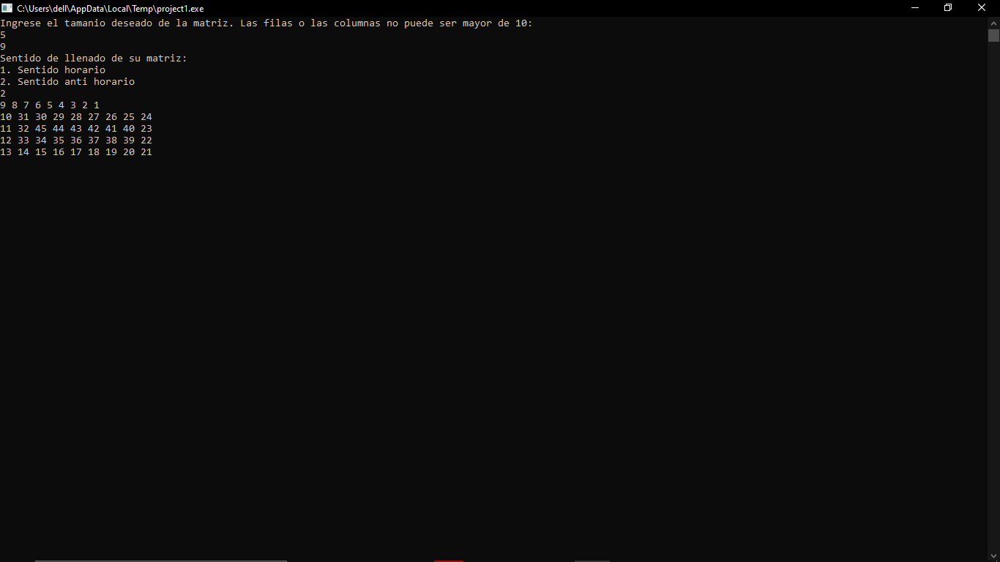 C:\Users\dell\AppData\Local\Temp\project1.exe
Ingrese el tamanio deseado de la matriz. Las filas o las columnas no puede ser mayor de 10:
5
9
Sentido de llenado de su matriz:
1. Sentido horario
2. Sentido anti horario
2
9 8 7 6 5 4 3 2 1
10 31 30 29 28 27 26 25 24
11 32 45 44 43 42 41 40 23
12 33 34 35 36 37 38 39 22
13 14 15 16 17 18 19 20 21